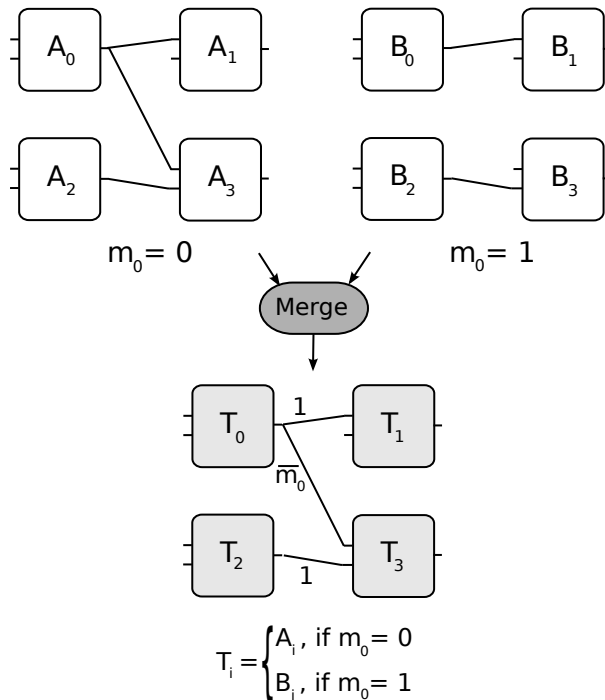 A₀ A₁ B₀ B₁
A₂ A₃ B₂ B₃
m₀= 0 m₀= 1
Merge
T₀ 1 T₁
m̅₀
T₂ 1 T₃
Tᵢ = { Aᵢ , if m₀= 0
Bᵢ , if m₀= 1